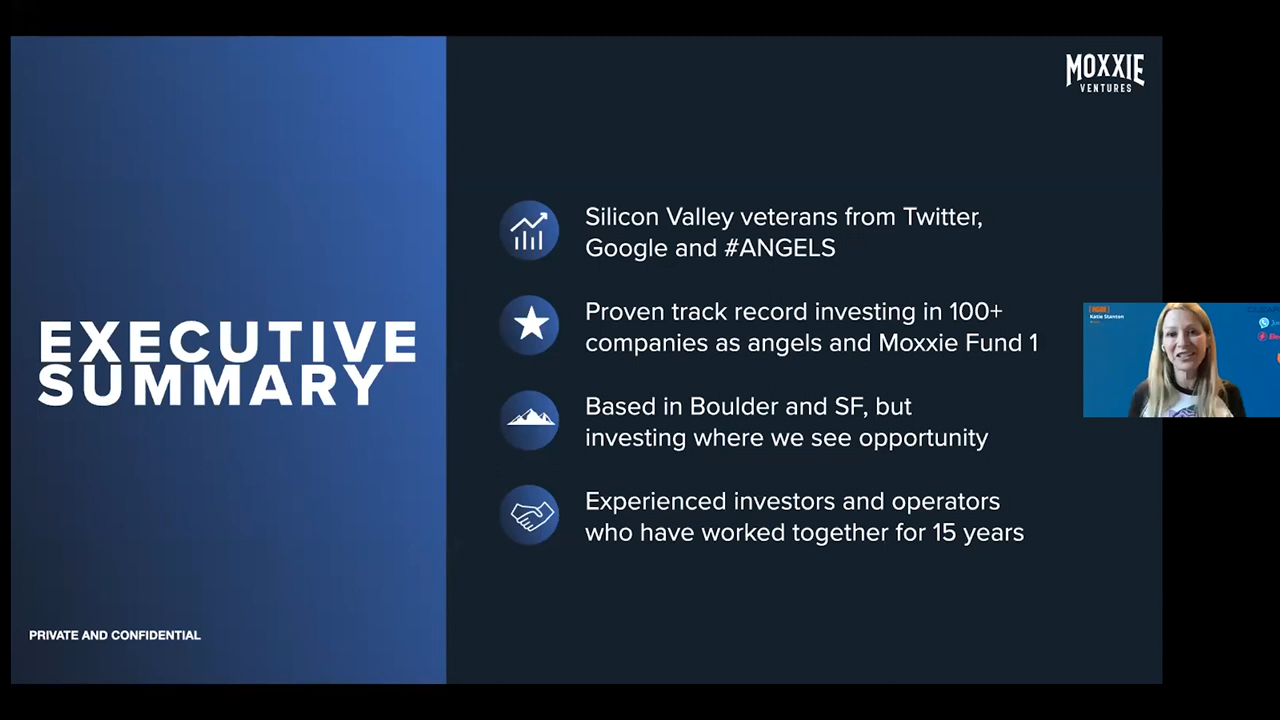 MOXXIE
VENTURES
EXECUTIVE
SUMMARY
Silicon Valley veterans from Twitter,
Google and #ANGELS
Proven track record investing in 100+
companies as angels and Moxxie Fund 1
Based in Boulder and SF, but
investing where we see opportunity
Experienced investors and operators
who have worked together for 15 years
Katie Stanton
PRIVATE AND CONFIDENTIAL